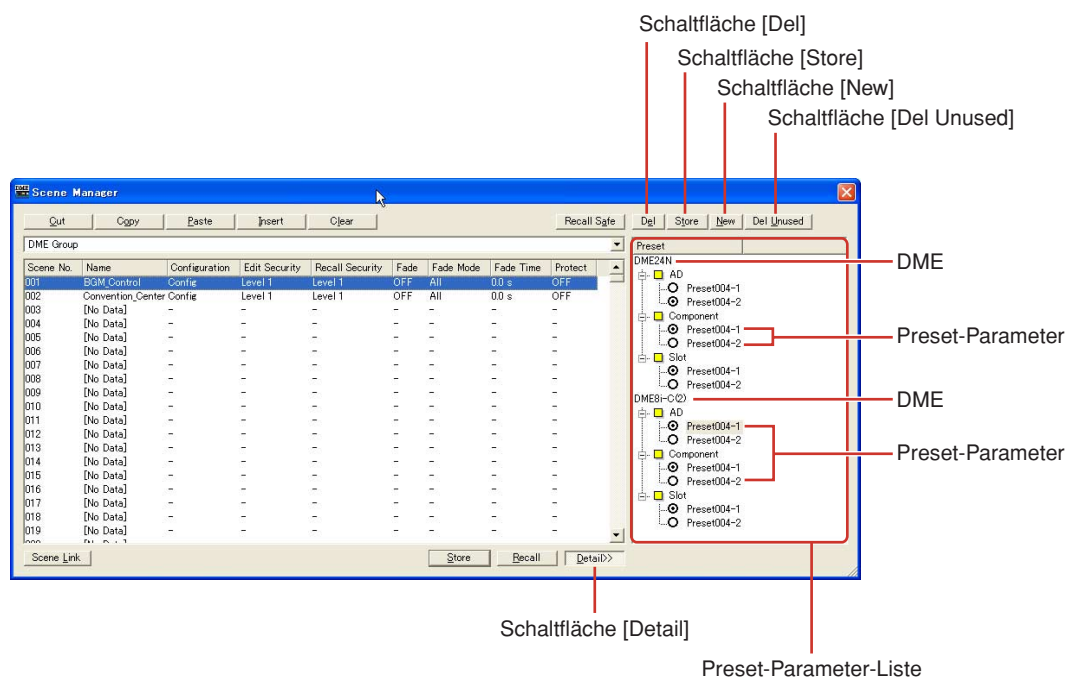 Schaltfläche [Del]
Schaltfläche [Store]
Schaltfläche [New]
Schaltfläche [Del Unused]
Scene Manager
Cut Copy Paste Insert Clear Recall Safe Del Store New Del Unused
DME Group
Preset
Scene No. Name Configuration Edit Security Recall Security Fade Fade Mode Fade Time Protect
001 BGM_Control Config Level 1 Level 1 OFF All 0.0 s OFF
002 Convention_Center Config Level 1 Level 1 OFF All 0.0 s OFF
003 [No Data] - - - - - - -
004 [No Data] - - - - - - -
005 [No Data] - - - - - - -
006 [No Data] - - - - - - -
007 [No Data] - - - - - - -
008 [No Data] - - - - - - -
009 [No Data] - - - - - - -
010 [No Data] - - - - - - -
011 [No Data] - - - - - - -
012 [No Data] - - - - - - -
013 [No Data] - - - - - - -
014 [No Data] - - - - - - -
015 [No Data] - - - - - - -
016 [No Data] - - - - - - -
017 [No Data] - - - - - - -
018 [No Data] - - - - - - -
019 [No Data] - - - - - - -
DME24N
AD
Preset004-1
Preset004-2
Component
Preset004-1
Preset004-2
Slot
Preset004-1
Preset004-2
DME8i-C(2)
AD
Preset004-1
Preset004-2
Component
Preset004-1
Preset004-2
Slot
Preset004-1
Preset004-2
DME
Preset-Parameter
DME
Preset-Parameter
Scene Link Store Recall Detail>>
Schaltfläche [Detail]
Preset-Parameter-Liste